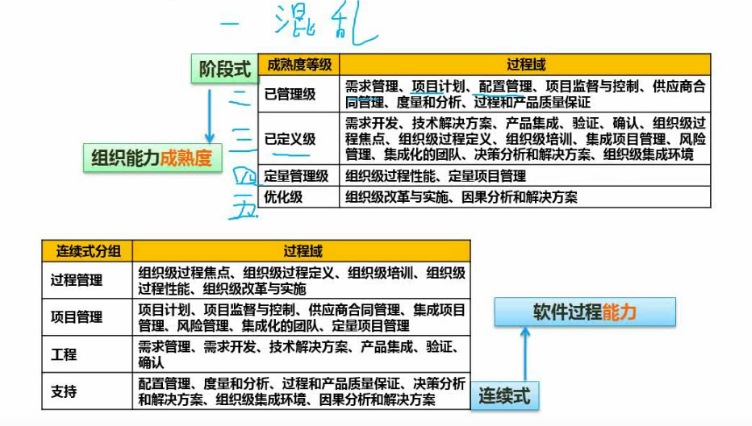 一 混乱
阶段式
组织能力成熟度
成熟度等级 过程域
二 已管理级 需求管理、项目计划、配置管理、项目监督与控制、供应商合
同管理、度量和分析、过程和产品质量保证
三 已定义级 需求开发、技术解决方案、产品集成、验证、确认、组织级过
程焦点、组织级过程定义、组织级培训、集成项目管理、风险
管理、集成化的团队、决策分析和解决方案、组织级集成环境
四 定量管理级 组织级过程性能、定量项目管理
五 优化级 组织级改革与实施、因果分析和解决方案
连续式分组 过程域
过程管理 组织级过程焦点、组织级过程定义、组织级培训、组织级
过程性能、组织级改革与实施
项目管理 项目计划、项目监督与控制、供应商合同管理、集成项目
管理、风险管理、集成化的团队、定量项目管理
工程 需求管理、需求开发、技术解决方案、产品集成、验证、
确认
支持 配置管理、度量和分析、过程和产品质量保证、决策分析
和解决方案、组织级集成环境、因果分析和解决方案
软件过程能力
连续式